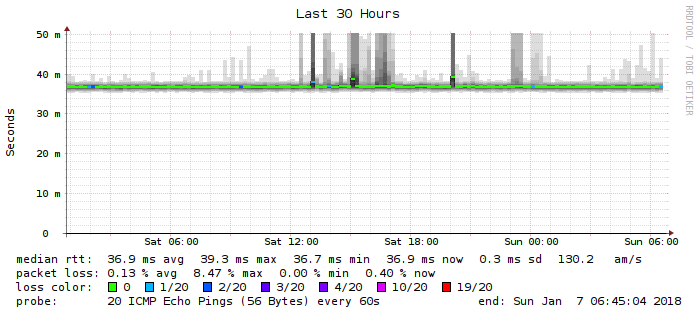 Last 30 Hours
RRDTOOL / TOBI OETIKER
Seconds
50 m
40 m
30 m
20 m
10 m
0
Sat 06:00 Sat 12:00 Sat 18:00 Sun 00:00 Sun 06:00
median rtt: 36.9 ms avg 39.3 ms max 36.7 ms min 36.9 ms now 0.3 ms sd 130.2 am/s
packet loss: 0.13 % avg 8.47 % max 0.00 % min 0.40 % now
loss color: 0 1/20 2/20 3/20 4/20 10/20 19/20
probe: 20 ICMP Echo Pings (56 Bytes) every 60s end: Sun Jan 7 06:45:04 2018